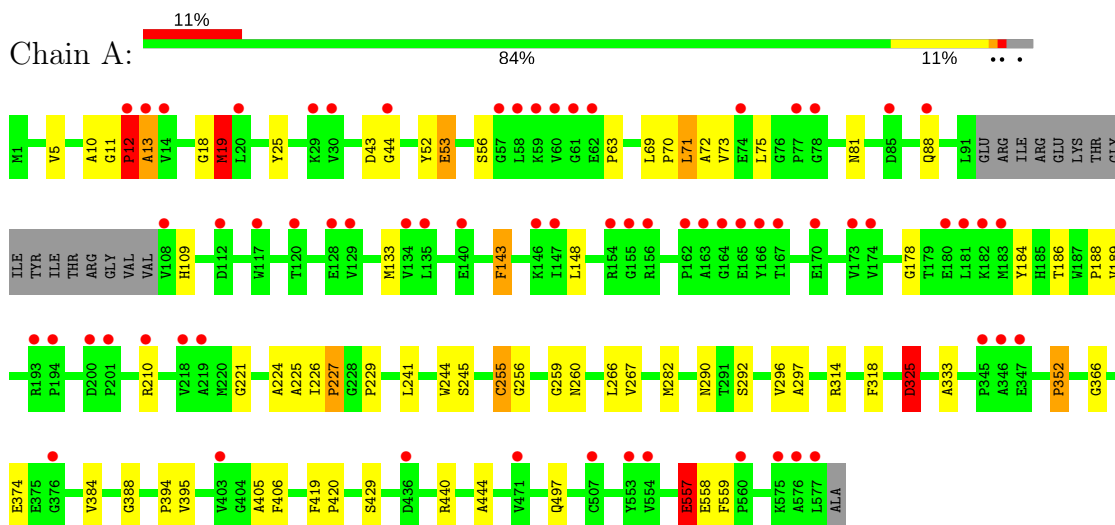 11%
Chain A:
84% 11% •• •
M1 V5 A10 G11 P12 A13 V14 G18 M19 L20 Y25 K29 V30 D43 G44 Y52 E53 S56 G57 L58 K59 V60 G61 E62 P63 L69 P70 L71 A72 V73 E74 L75 G76 P77 G78 N81 D85 Q88 L91 GLU ARG ILE ARG GLU LYS THR GLY
ILE TYR ILE THR ARG GLY VAL VAL V108 H109 D112 W117 T120 E128 V129 M133 V134 L135 E140 F143 K146 I147 L148 R154 G155 R156 P162 A163 G164 E165 Y166 T167 E170 V173 V174 G178 T179 E180 L181 K182 M183 Y184 H185 T186 W187 P188 V189
R193 P194 D200 P201 R210 V218 A219 M220 G221 A224 A225 I226 P227 G228 P229 L241 W244 S245 C255 G256 G259 N260 L266 V267 M282 N290 T291 S292 V296 A297 R314 F318 D325 A333 P345 A346 E347 P352 G366
E374 E375 G376 V384 G388 P394 V395 V403 G404 A405 F406 F419 P420 S429 D436 R440 A444 V471 Q497 C507 Y553 V554 E557 E558 F559 P560 K575 A576 L577 ALA